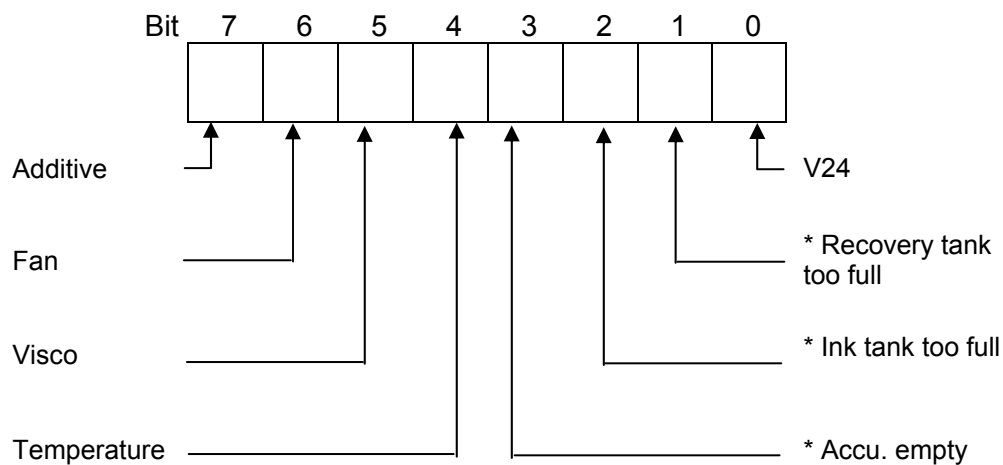 Bit 7 6 5 4 3 2 1 0
Additive
V24
Fan
* Recovery tank
too full
Visco
* Ink tank too full
Temperature
* Accu. empty